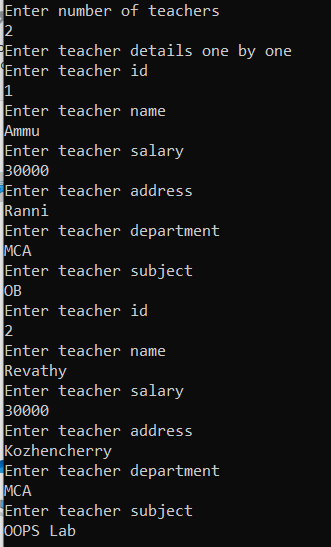 Enter number of teachers
2
Enter teacher details one by one
Enter teacher id
1
Enter teacher name
Ammu
Enter teacher salary
30000
Enter teacher address
Ranni
Enter teacher department
MCA
Enter teacher subject
OB
Enter teacher id
2
Enter teacher name
Revathy
Enter teacher salary
30000
Enter teacher address
Kozhencherry
Enter teacher department
MCA
Enter teacher subject
OOPS Lab